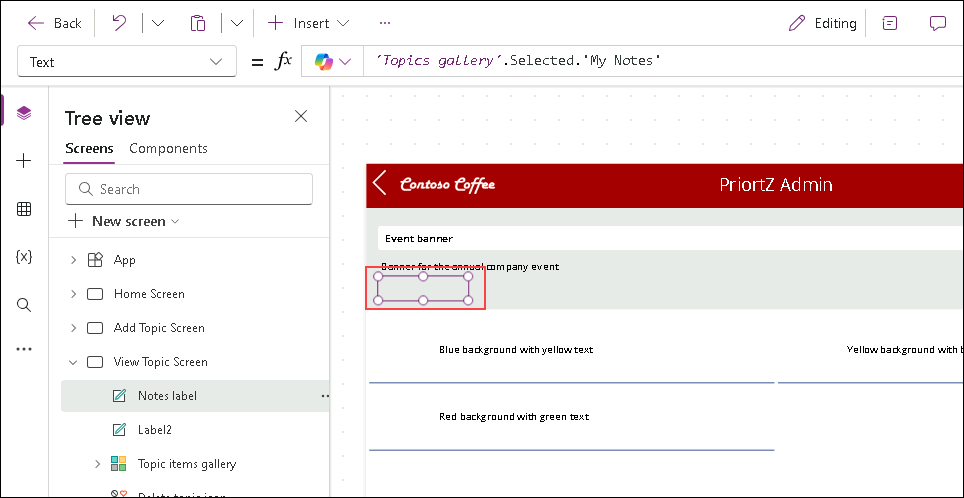 Back Insert ··· Editing
Text = fx 'Topics gallery'.Selected.'My Notes'
Tree view
Screens Components
Search
New screen
App
Home Screen
Add Topic Screen
View Topic Screen
Notes label ···
Label2
Topic items gallery
Delete topic icon
{x}
Contoso Coffee PriortZ Admin
Event banner
Banner for the annual company event
Blue background with yellow text Yellow background with
Red background with green text